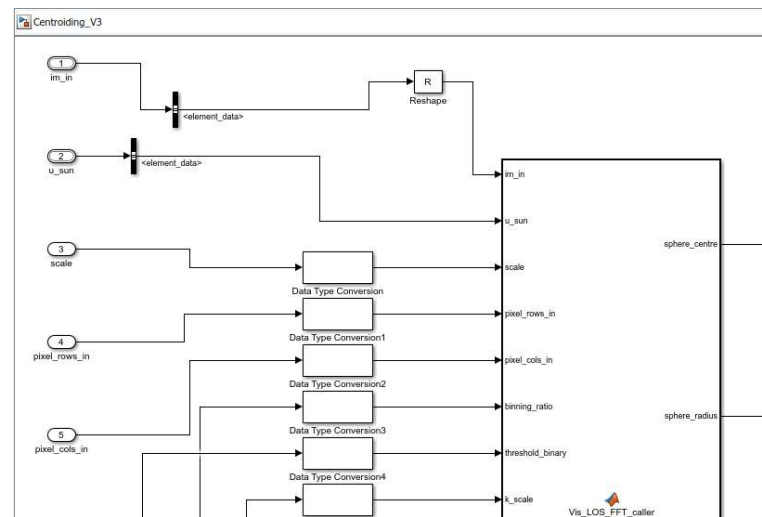 Centroiding_V3
1
im_in
<element_data>
R
Reshape
2
u_sun
<element_data>
im_in
u_sun
sphere_centre
3
scale
Data Type Conversion
scale
4
pixel_rows_in
Data Type Conversion1
pixel_rows_in
Data Type Conversion2
pixel_cols_in
5
pixel_cols_in
Data Type Conversion3
binning_ratio
sphere_radius
Data Type Conversion4
threshold_binary
k_scale
Vis_LOS_FFT_caller